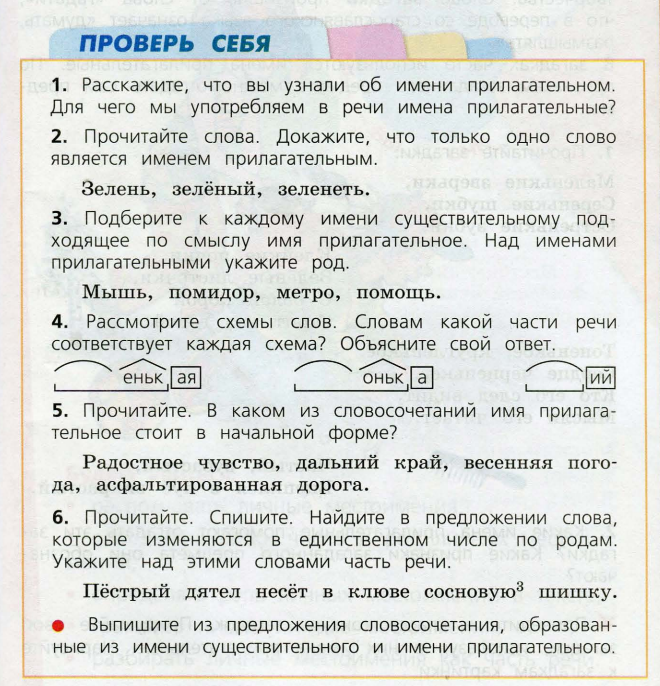 ПРОВЕРЬ СЕБЯ
1. Расскажите, что вы узнали об имени прилагательном.
Для чего мы употребляем в речи имена прилагательные?
2. Прочитайте слова. Докажите, что только одно слово
является именем прилагательным.
Зелень, зелёный, зеленеть.
3. Подберите к каждому имени существительному под-
ходящее по смыслу имя прилагательное. Над именами
прилагательными укажите род.
Мышь, помидор, метро, помощь.
4. Рассмотрите схемы слов. Словам какой части речи
соответствует каждая схема? Объясните свой ответ.
еньк ая оньк а ий
5. Прочитайте. В каком из словосочетаний имя прилага-
тельное стоит в начальной форме?
Радостное чувство, дальний край, весенняя пого-
да, асфальтированная дорога.
6. Прочитайте. Спишите. Найдите в предложении слова,
которые изменяются в единственном числе по родам.
Укажите над этими словами часть речи.
Пёстрый дятел несёт в клюве сосновую³ шишку.
● Выпишите из предложения словосочетания, образован-
ные из имени существительного и имени прилагательного.